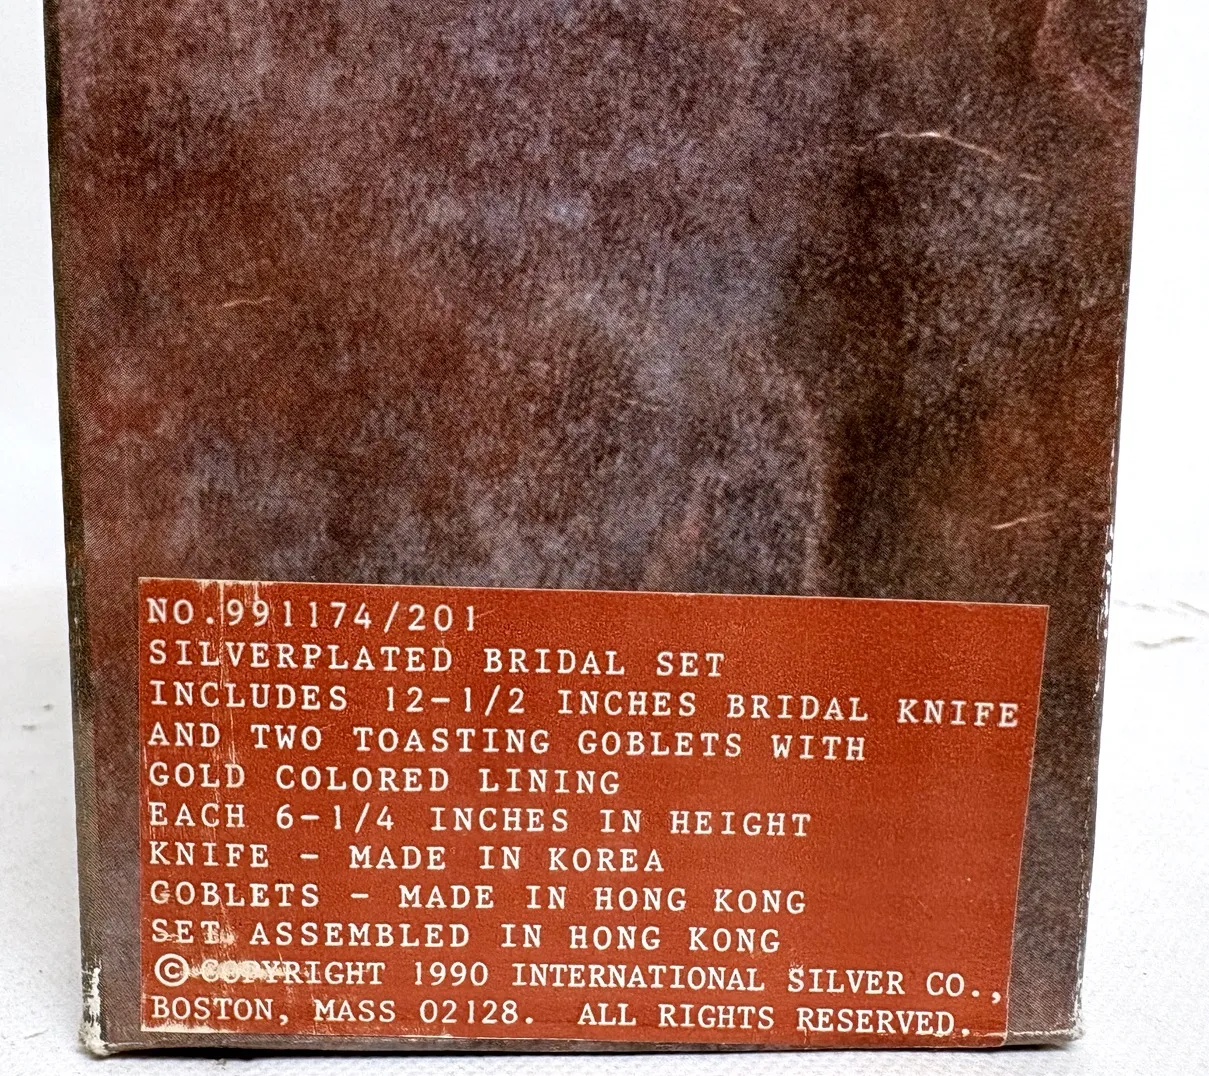 NO.991174/201
SILVERPLATED BRIDAL SET
INCLUDES 12-1/2 INCHES BRIDAL KNIFE
AND TWO TOASTING GOBLETS WITH
GOLD COLORED LINING
EACH 6-1/4 INCHES IN HEIGHT
KNIFE - MADE IN KOREA
GOBLETS - MADE IN HONG KONG
SET ASSEMBLED IN HONG KONG
© COPYRIGHT 1990 INTERNATIONAL SILVER CO.,
BOSTON, MASS 02128. ALL RIGHTS RESERVED.